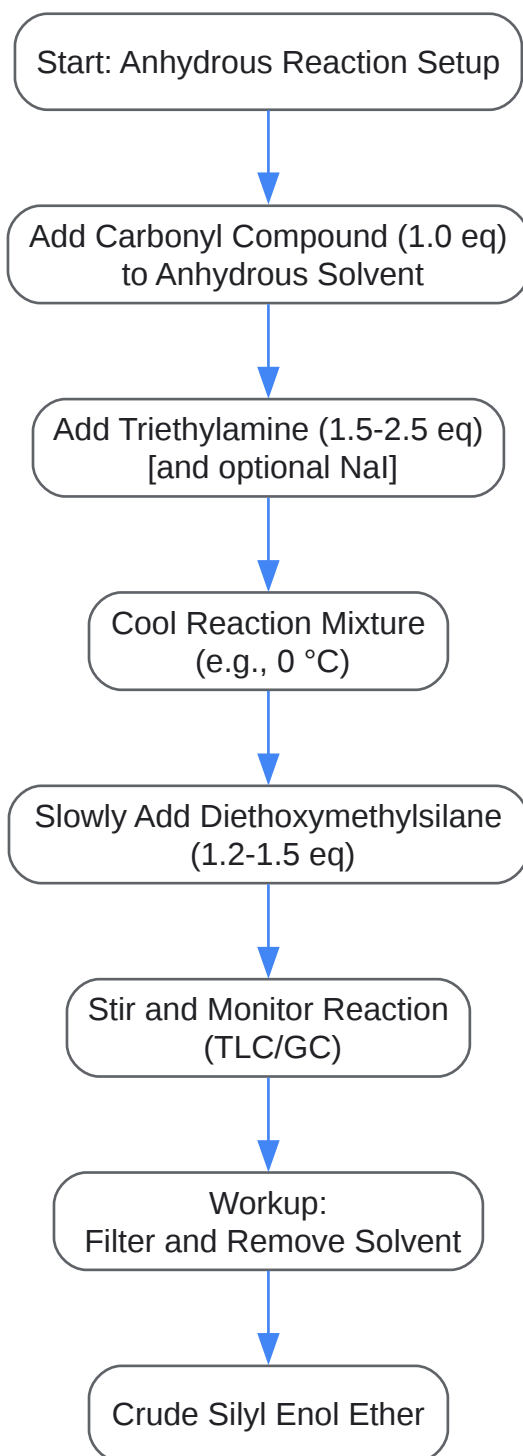 Start: Anhydrous Reaction Setup
Add Carbonyl Compound (1.0 eq)
to Anhydrous Solvent
Add Triethylamine (1.5-2.5 eq)
[and optional NaI]
Cool Reaction Mixture
(e.g., 0 °C)
Slowly Add Diethoxymethylsilane
(1.2-1.5 eq)
Stir and Monitor Reaction
(TLC/GC)
Workup:
Filter and Remove Solvent
Crude Silyl Enol Ether